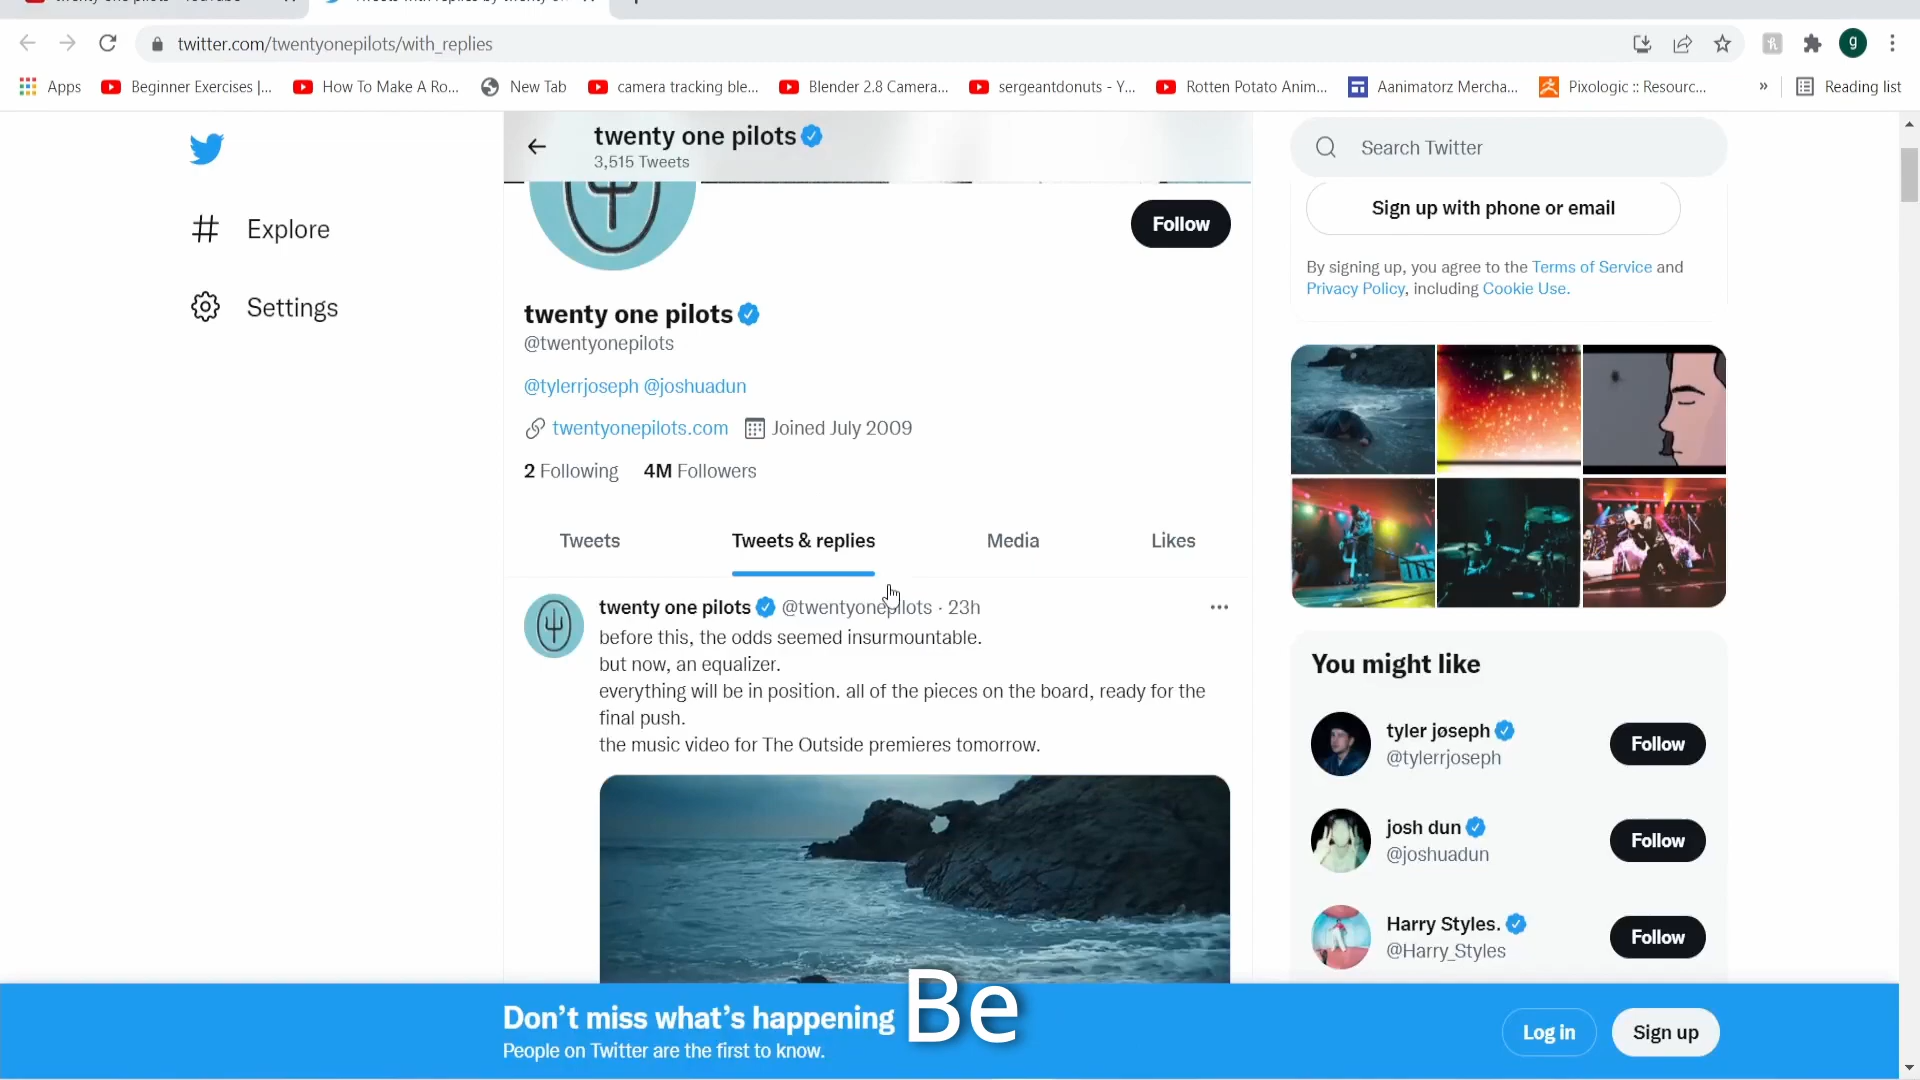 twitter.com/twentyonepilots/with_replies
g
Apps
Beginner Exercises |...
How To Make A Ro...
New Tab
camera tracking ble...
Blender 2.8 Camera...
sergeantdonuts - Y...
Rotten Potato Anim...
Aanimatorz Mercha...
Pixologic :: Resourc...
»
Reading list
twenty one pilots
3,515 Tweets
Search Twitter
Explore
Settings
Follow
Sign up with phone or email
By signing up, you agree to the Terms of Service and
Privacy Policy, including Cookie Use.
twenty one pilots
@twentyonepilots
@tylerrjoseph @joshuadun
twentyonepilots.com Joined July 2009
2 Following 4M Followers
Tweets
Tweets & replies
Media
Likes
twenty one pilots @twentyonepilots · 23h
before this, the odds seemed insurmountable.
but now, an equalizer.
everything will be in position. all of the pieces on the board, ready for the
final push.
the music video for The Outside premieres tomorrow.
You might like
tyler jøseph
@tylerrjoseph
Follow
josh dun
@joshuadun
Follow
Harry Styles.
@Harry_Styles
Follow
Don't miss what's happening
People on Twitter are the first to know.
Be
Log in
Sign up